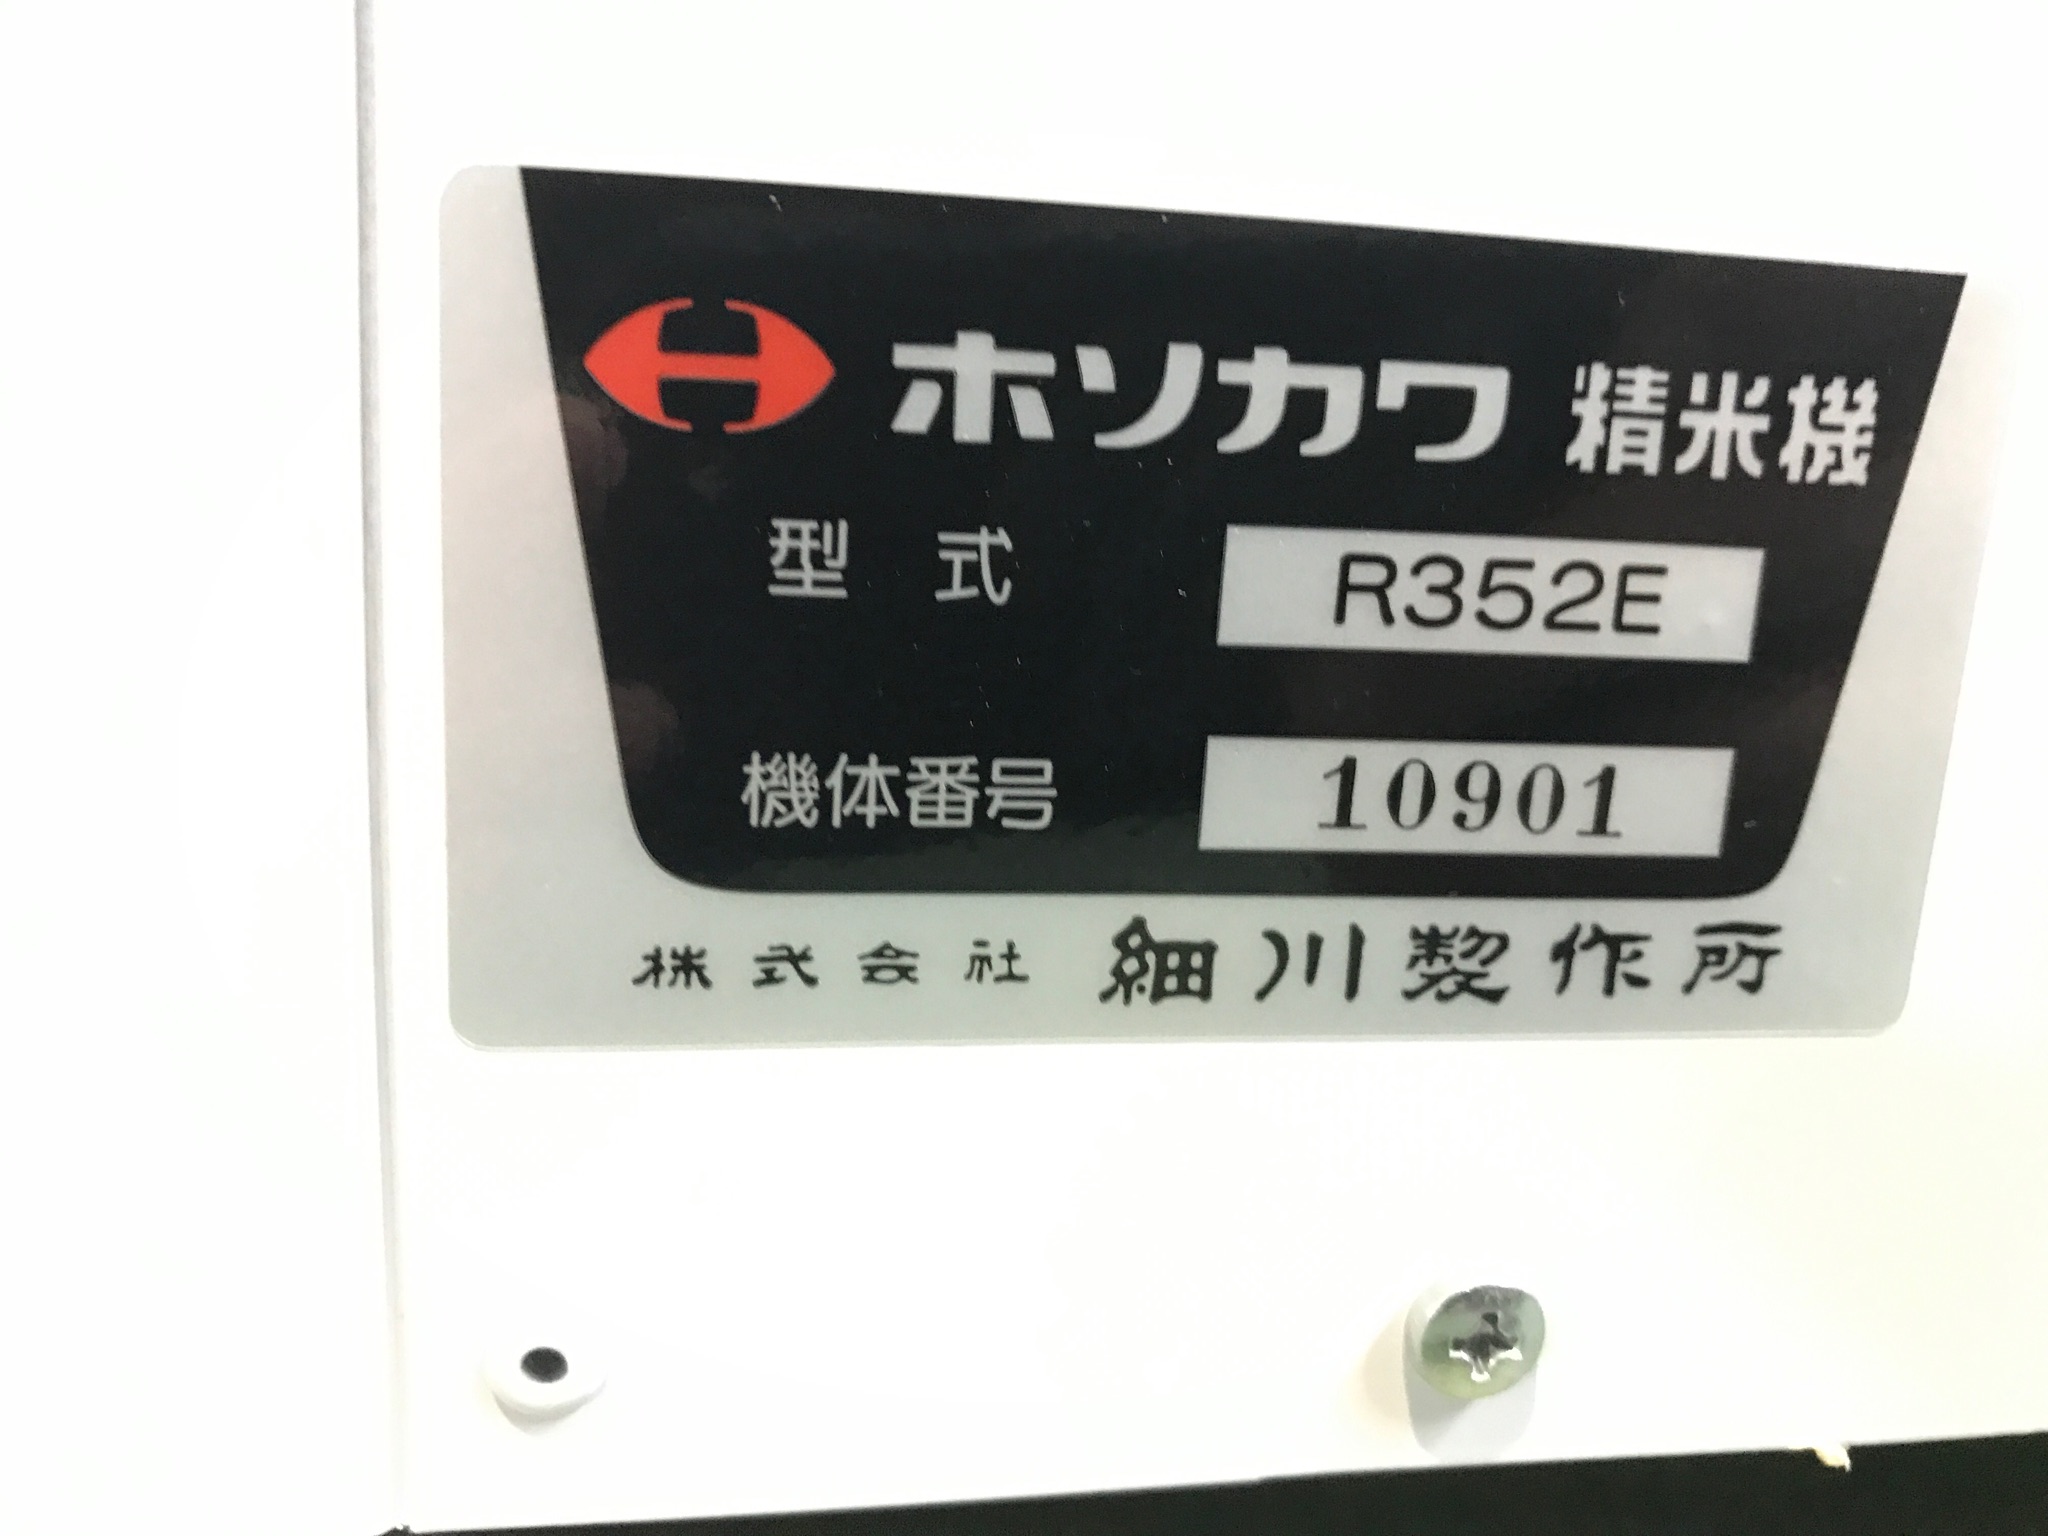 ホソカワ 精米機
型式 R352E
機体番号 10901
株式会社 細川製作所